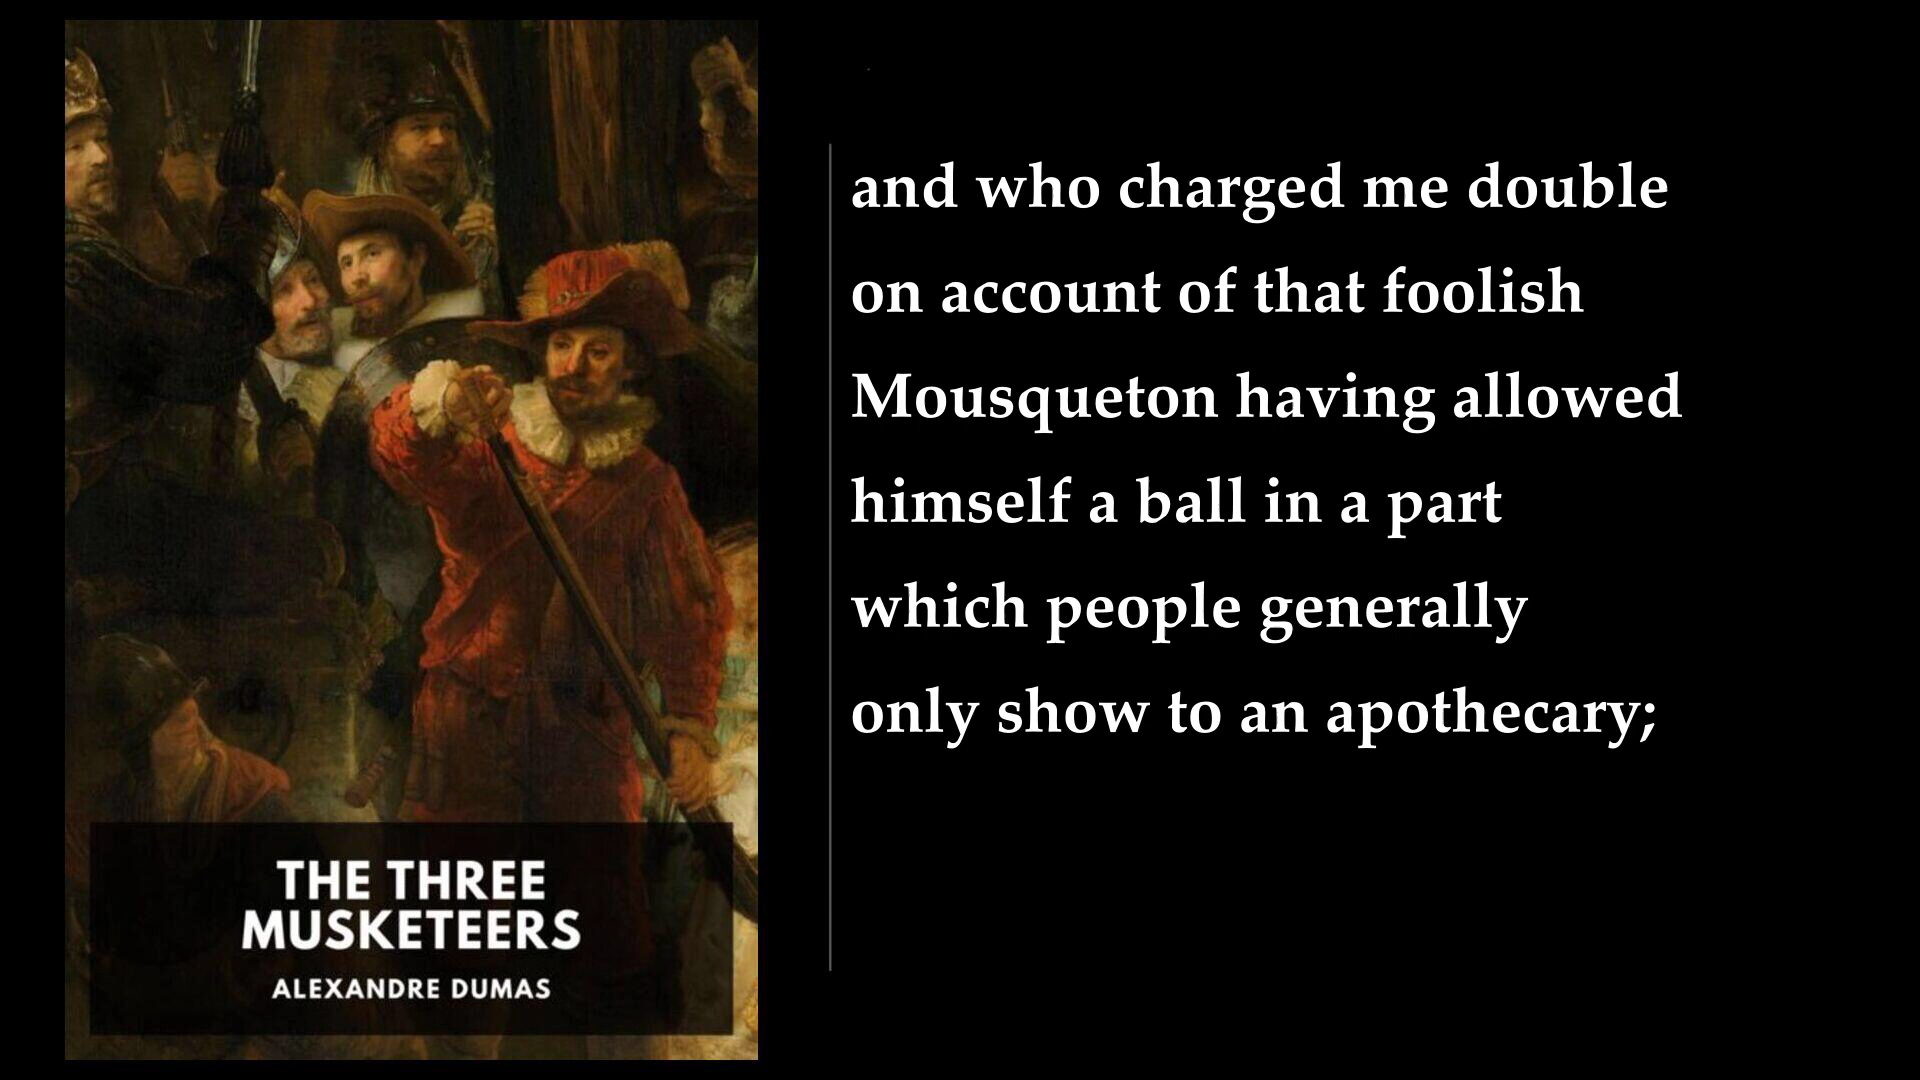 THE THREE
MUSKETEERS
ALEXANDRE DUMAS
and who charged me double
on account of that foolish
Mousqueton having allowed
himself a ball in a part
which people generally
only show to an apothecary;